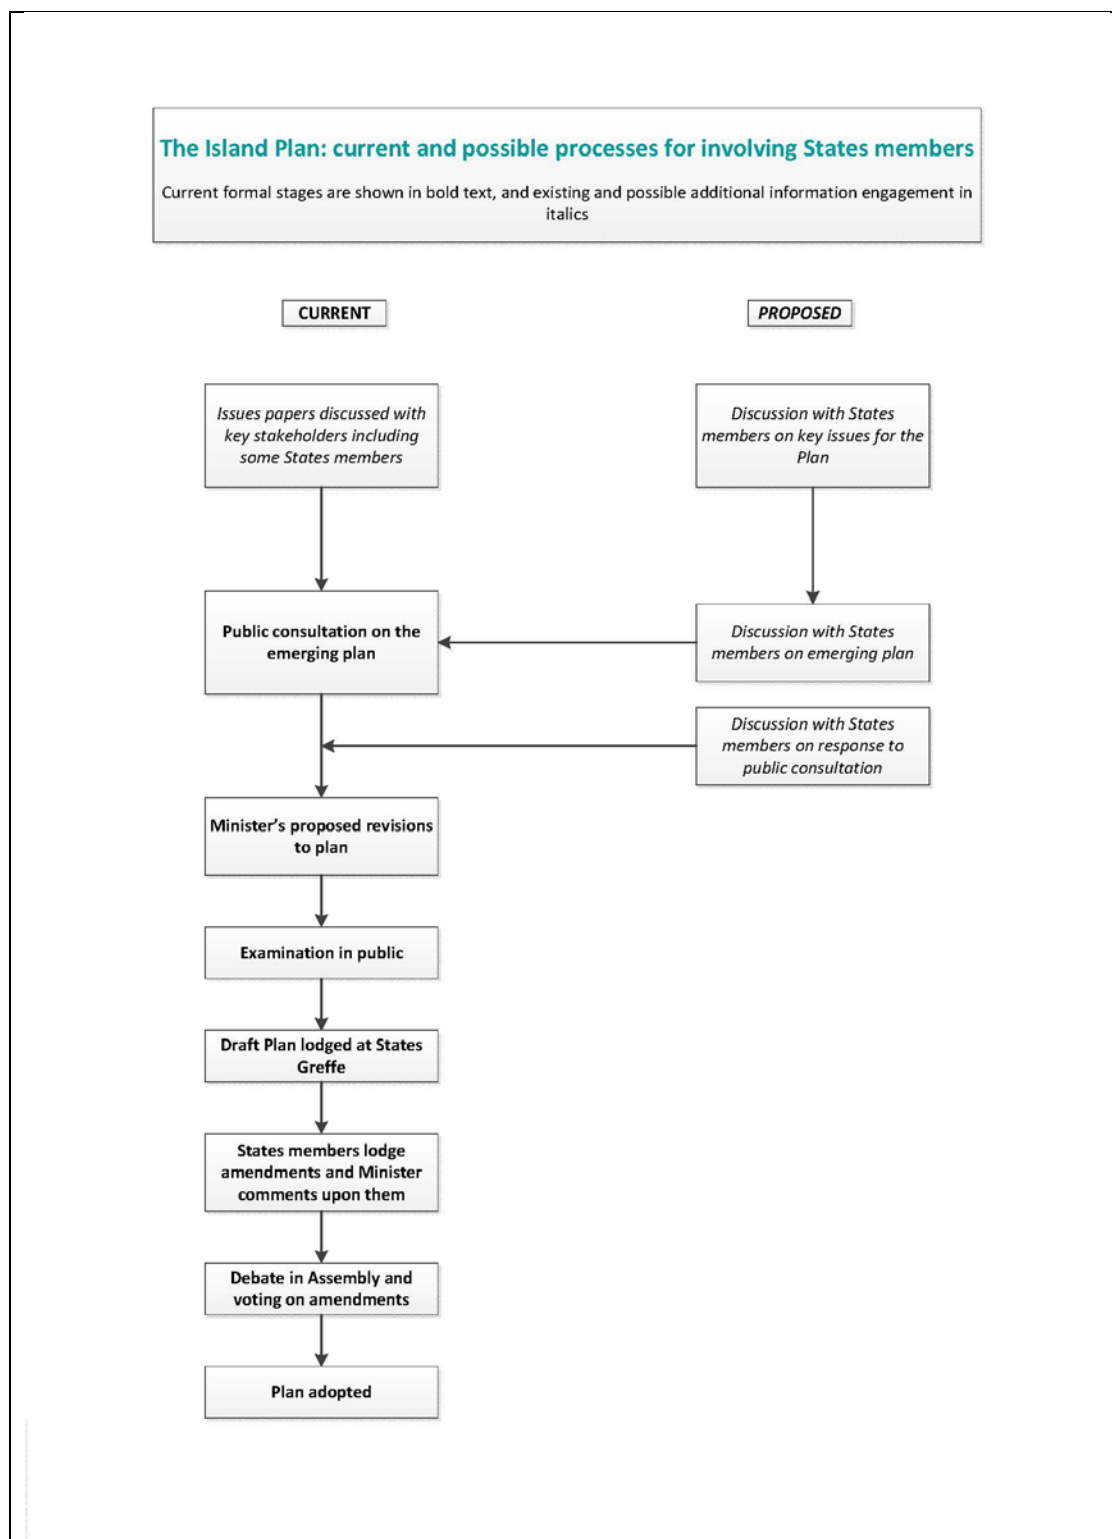 The Island Plan: current and possible processes for involving States members
Current formal stages are shown in bold text, and existing and possible additional information engagement in
italics
CURRENT
PROPOSED
Issues papers discussed with
key stakeholders including
some States members
Discussion with States
members on key issues for the
Plan
Public consultation on the
emerging plan
Discussion with States
members on emerging plan
Discussion with States
members on response to
public consultation
Minister’s proposed revisions
to plan
Examination in public
Draft Plan lodged at States
Greffe
States members lodge
amendments and Minister
comments upon them
Debate in Assembly and
voting on amendments
Plan adopted